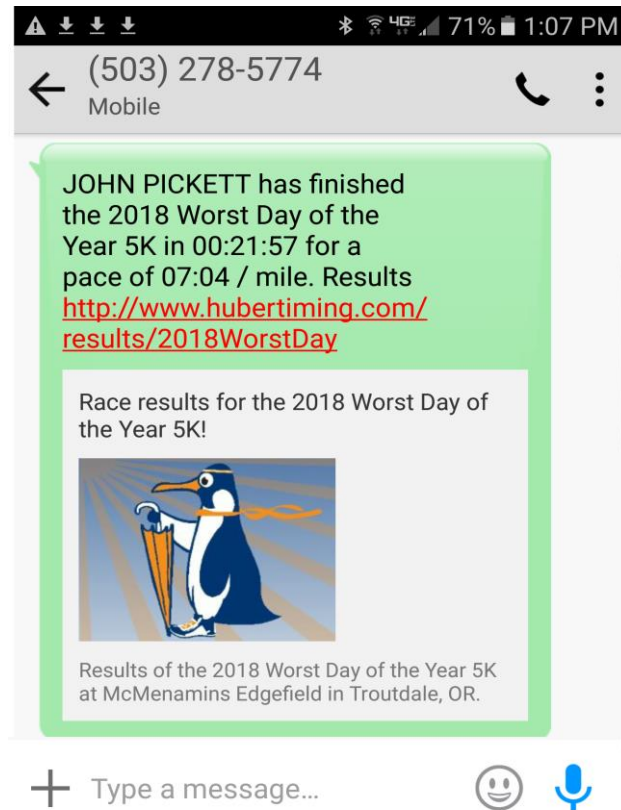 71% 1:07 PM
(503) 278-5774
Mobile
JOHN PICKETT has finished
the 2018 Worst Day of the
Year 5K in 00:21:57 for a
pace of 07:04 / mile. Results
http://www.hubertiming.com/
results/2018WorstDay
Race results for the 2018 Worst Day of
the Year 5K!
Results of the 2018 Worst Day of the Year 5K
at McMenamins Edgefield in Troutdale, OR.
Type a message…